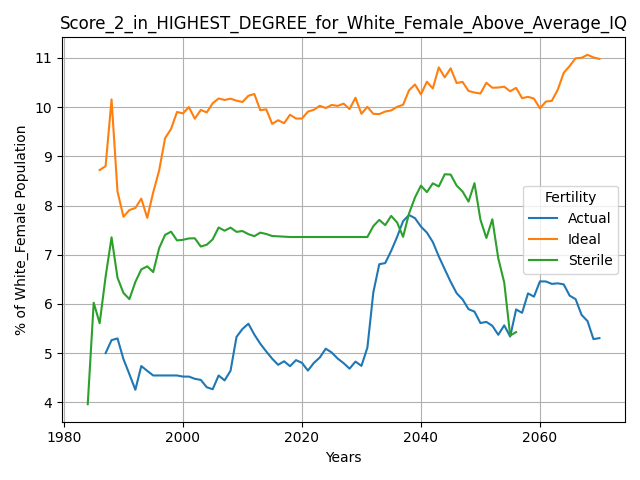 Score_2_in_HIGHEST_DEGREE_for_White_Female_Above_Average_IQ
% of White_Female Population
11
10
9
8
7
6
5
4
Fertility
Actual
Ideal
Sterile
1980
2000
2020
2040
2060
Years